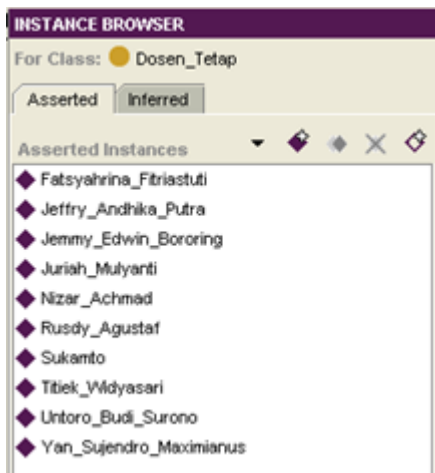 INSTANCE BROWSER
For Class: Dosen_Tetap
Asserted Inferred
Asserted Instances
Fatsyahrina_Fitriastuti
Jeffry_Andhika_Putra
Jemmy_Edwin_Bororing
Juriah_Mulyanti
Nizar_Achmad
Rusdy_Agustaf
Sukamto
Titiek_Widyasari
Untoro_Budi_Surono
Yan_Sujendro_Maximianus